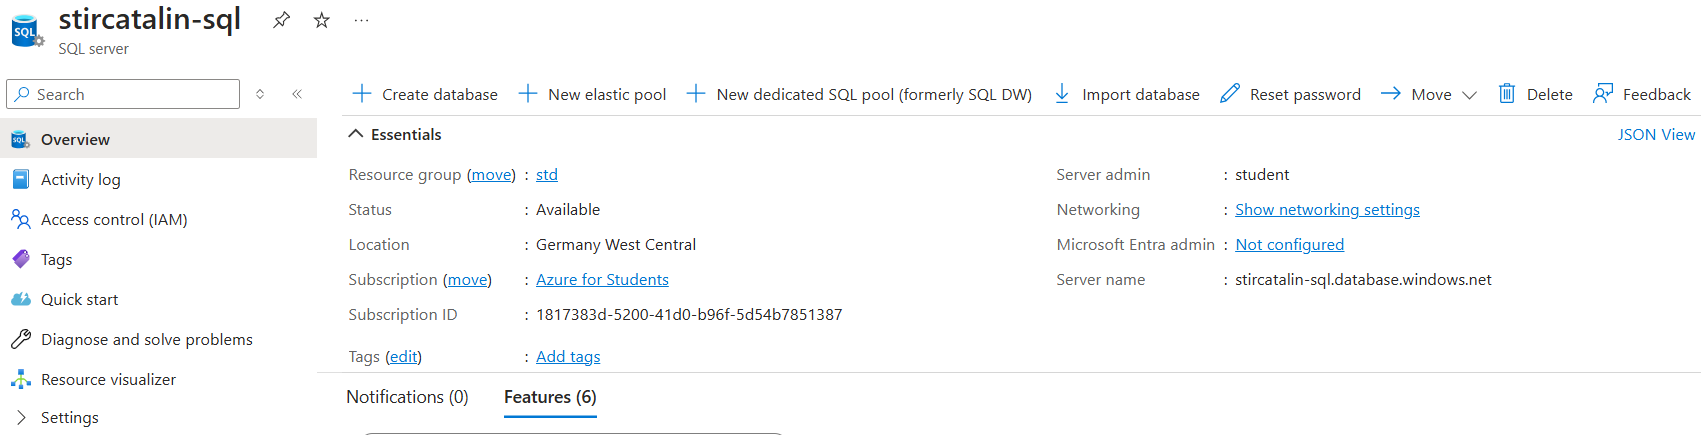 stircatalin-sql
SQL server
Search
Create database
New elastic pool
New dedicated SQL pool (formerly SQL DW)
Import database
Reset password
Move
Delete
Feedback
Overview
Activity log
Access control (IAM)
Tags
Quick start
Diagnose and solve problems
Resource visualizer
Settings
Essentials
JSON View
Resource group (move) : std
Status : Available
Location : Germany West Central
Subscription (move) : Azure for Students
Subscription ID : 1817383d-5200-41d0-b96f-5d54b7851387
Tags (edit) : Add tags
Server admin : student
Networking : Show networking settings
Microsoft Entra admin : Not configured
Server name : stircatalin-sql.database.windows.net
Notifications (0)
Features (6)